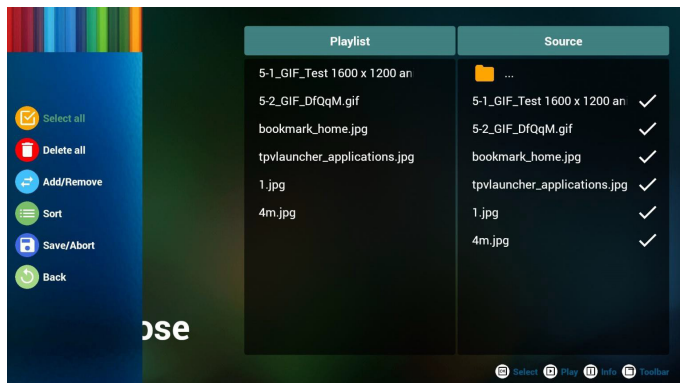 Playlist
Source
5-1_GIF_Test 1600 x 1200 an
...
5-2_GIF_DfQqM.gif
5-1_GIF_Test 1600 x 1200 an
bookmark_home.jpg
5-2_GIF_DfQqM.gif
tpvlauncher_applications.jpg
bookmark_home.jpg
1.jpg
tpvlauncher_applications.jpg
4m.jpg
1.jpg
4m.jpg
Select all
Delete all
Add/Remove
Sort
Save/Abort
Back
ose
Select
Play
Info
Toolbar